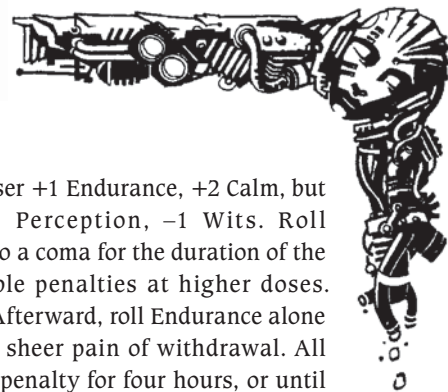 ser +1 Endurance, +2 Calm, but
Perception, –1 Wits. Roll
o a coma for the duration of the
ble penalties at higher doses.
Afterward, roll Endurance alone
sheer pain of withdrawal. All
penalty for four hours, or until